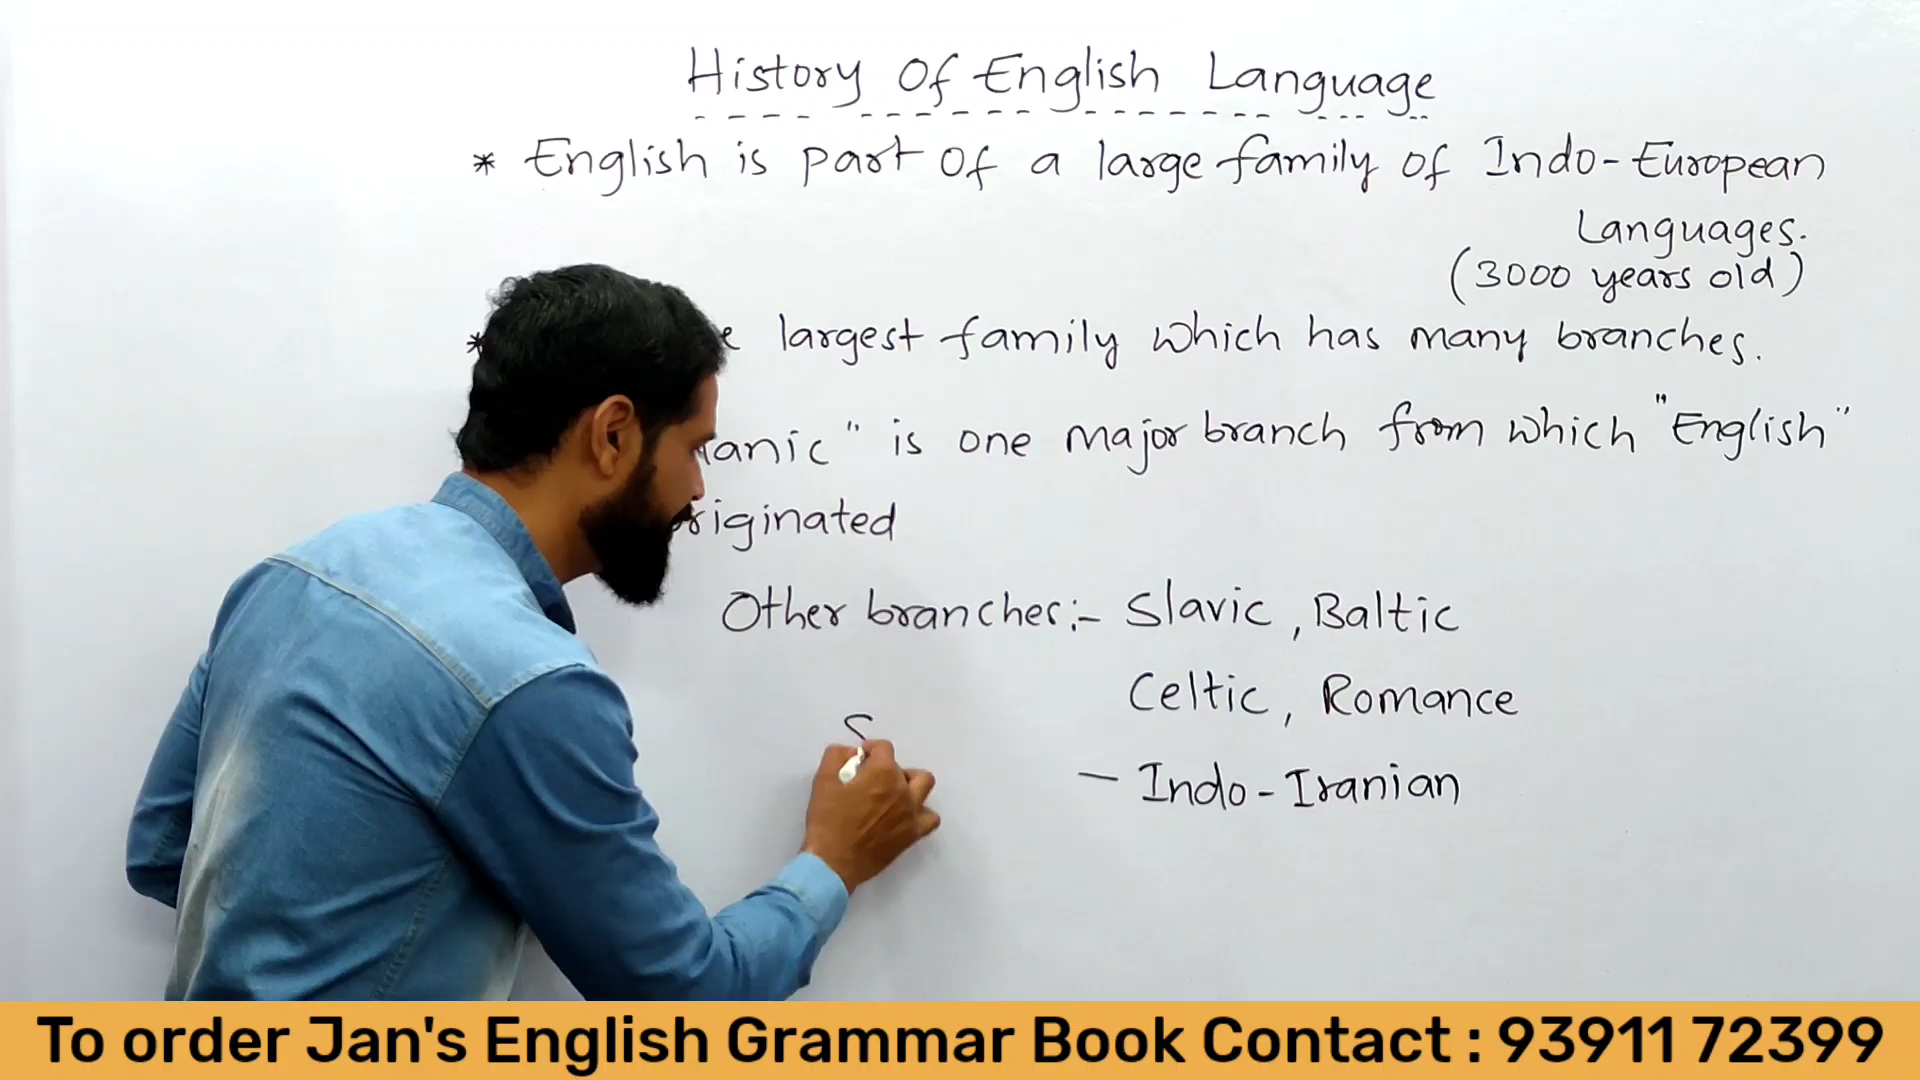 History Of English Language
* English is part of a large family of Indo-European
Languages.
(3000 years old)
* largest family which has many branches.
" is one major branch from which "English"
originated
Other branches:- Slavic, Baltic
Celtic, Romance
- Indo-Iranian
S
To order Jan's English Grammar Book Contact : 93911 72399